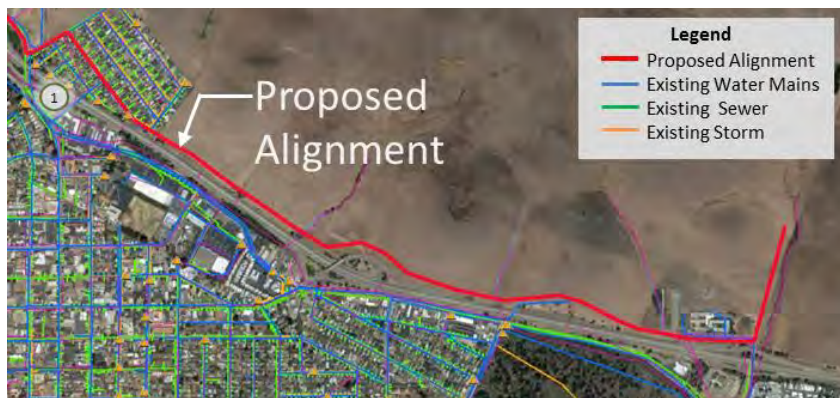 Legend
Proposed Alignment
Existing Water Mains
Existing Sewer
Existing Storm
1
Proposed
Alignment